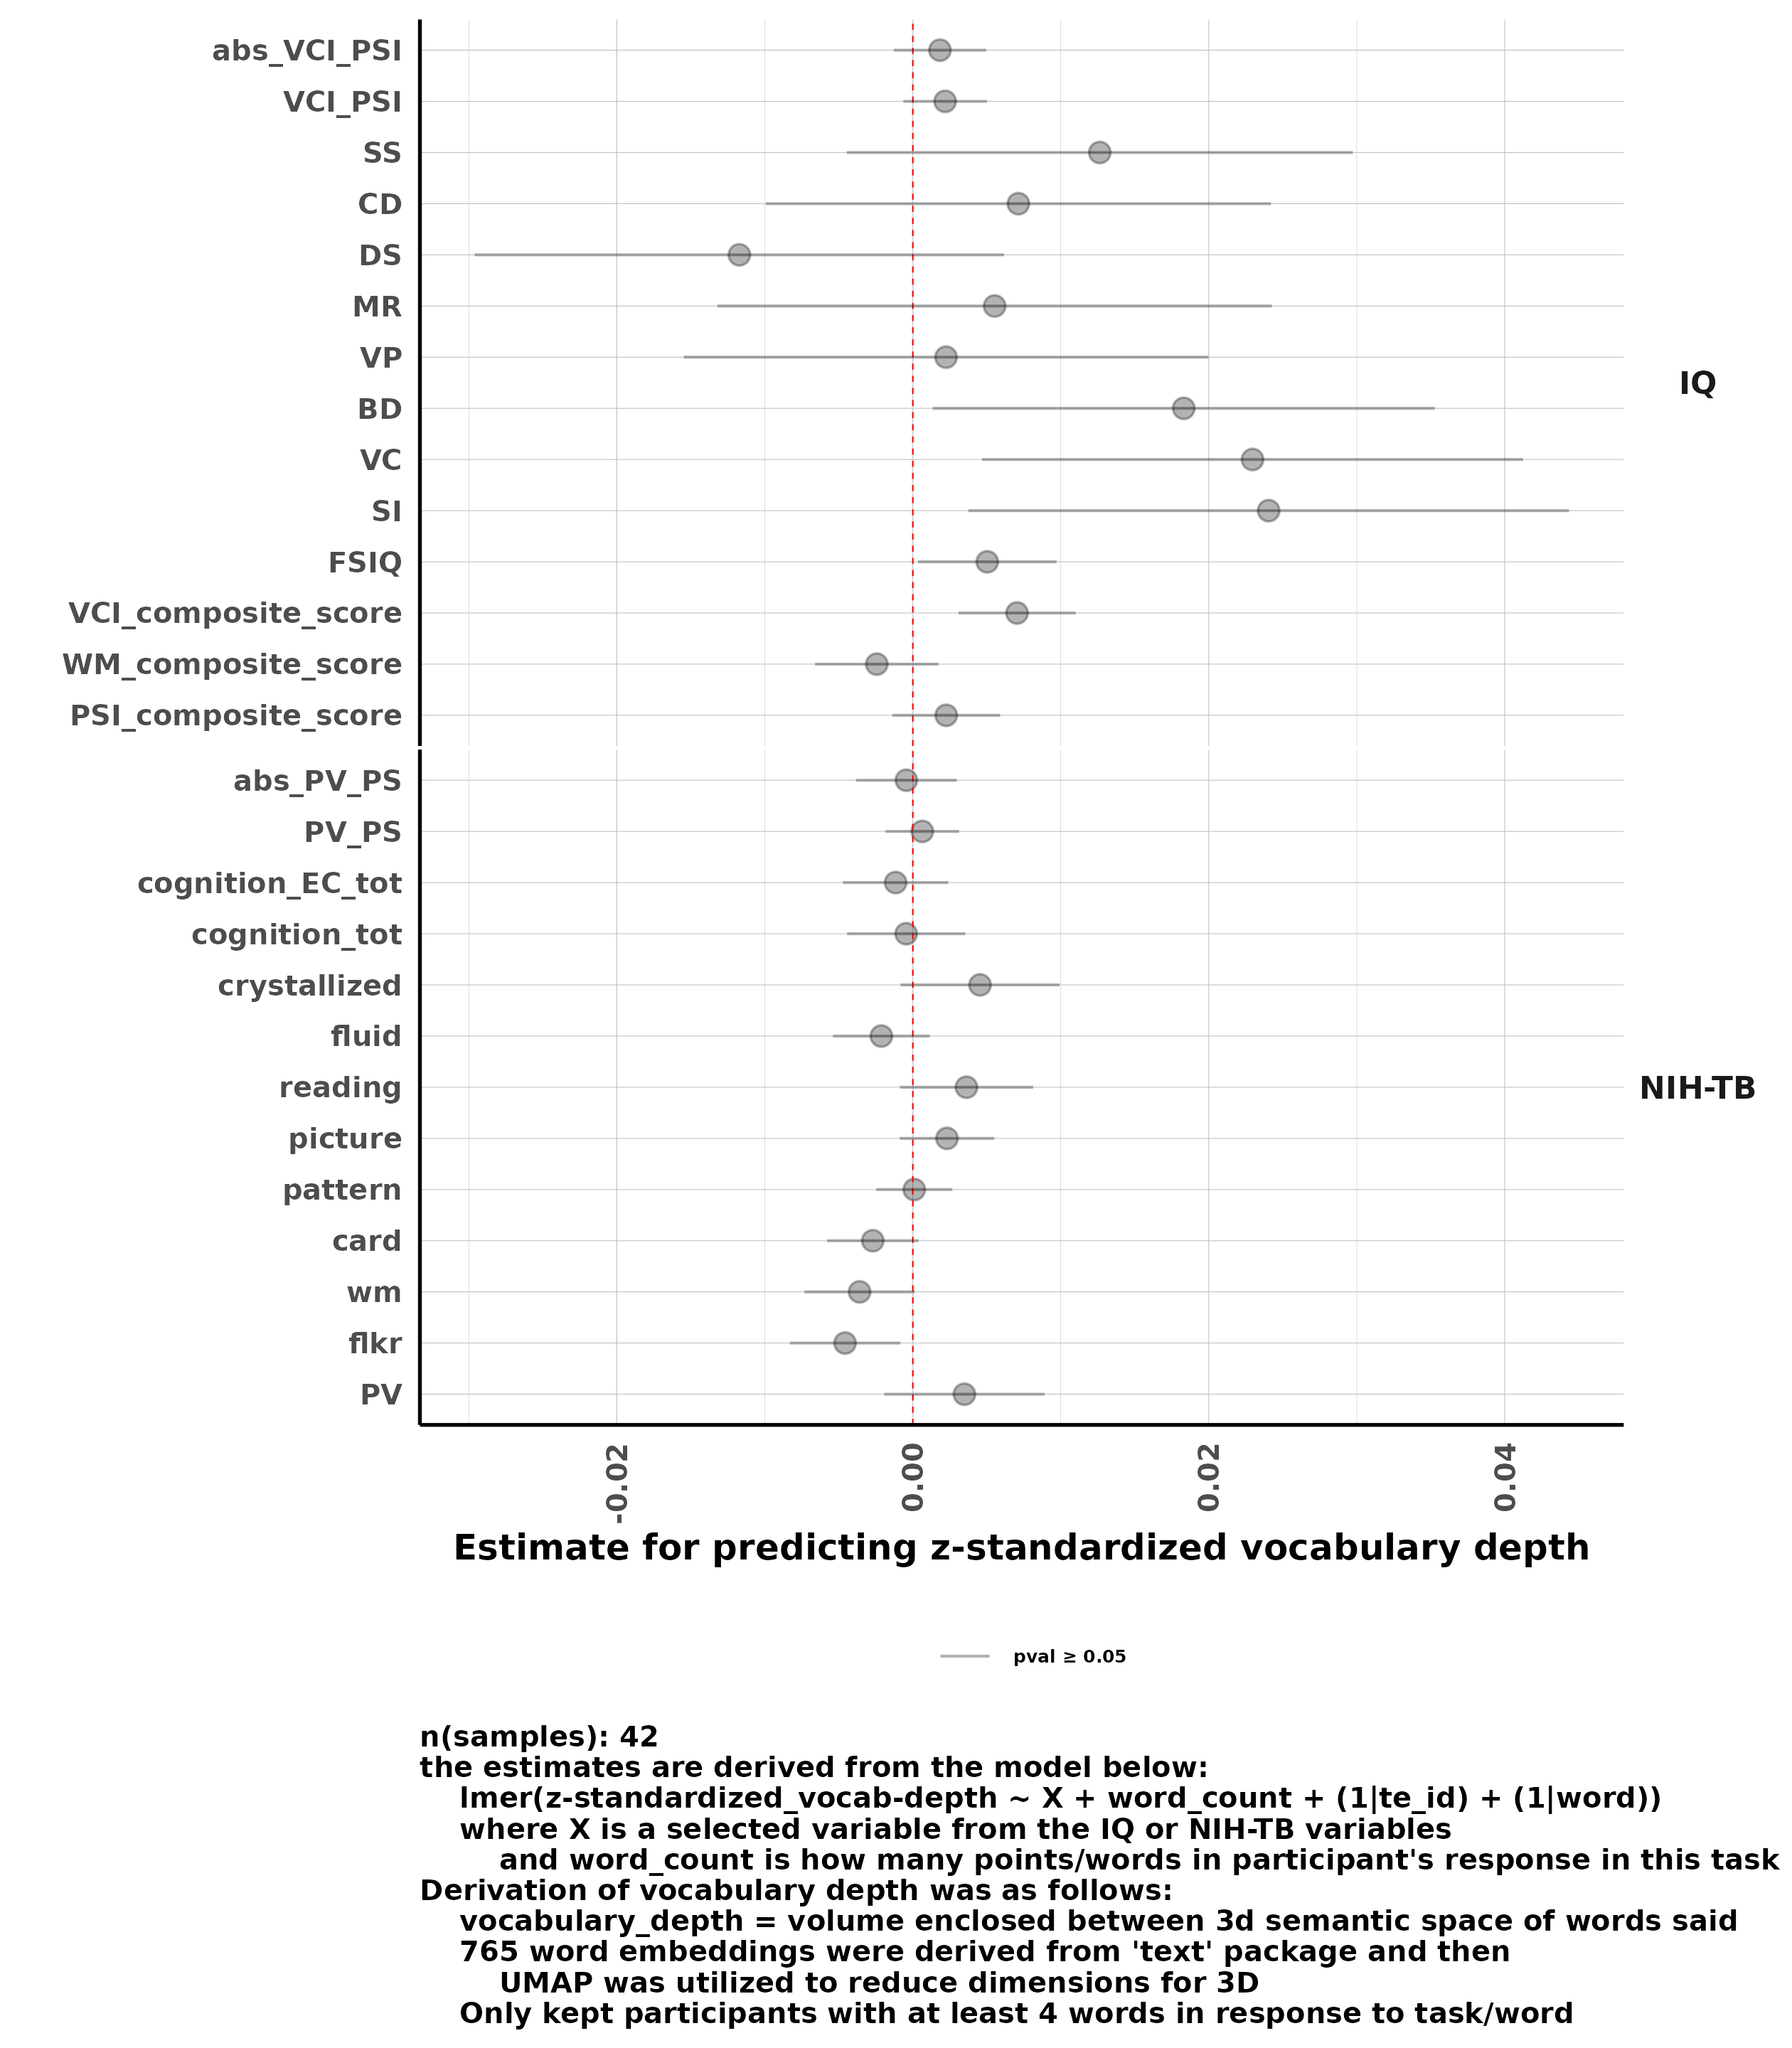 abs_VCI_PSI
VCI_PSI
SS
CD
DS
MR
VP
BD
VC
SI
FSIQ
VCI_composite_score
WM_composite_score
PSI_composite_score
IQ
abs_PV_PS
PV_PS
cognition_EC_tot
cognition_tot
crystallized
fluid
reading
picture
pattern
card
wm
flkr
PV
NIH-TB
-0.02
0.00
0.02
0.04
Estimate for predicting z-standardized vocabulary depth
pval ≥ 0.05
n(samples): 42
the estimates are derived from the model below:
lmer(z-standardized_vocab-depth ~ X + word_count + (1|te_id) + (1|word))
where X is a selected variable from the IQ or NIH-TB variables
and word_count is how many points/words in participant's response in this task
Derivation of vocabulary depth was as follows:
vocabulary_depth = volume enclosed between 3d semantic space of words said
765 word embeddings were derived from 'text' package and then
UMAP was utilized to reduce dimensions for 3D
Only kept participants with at least 4 words in response to task/word